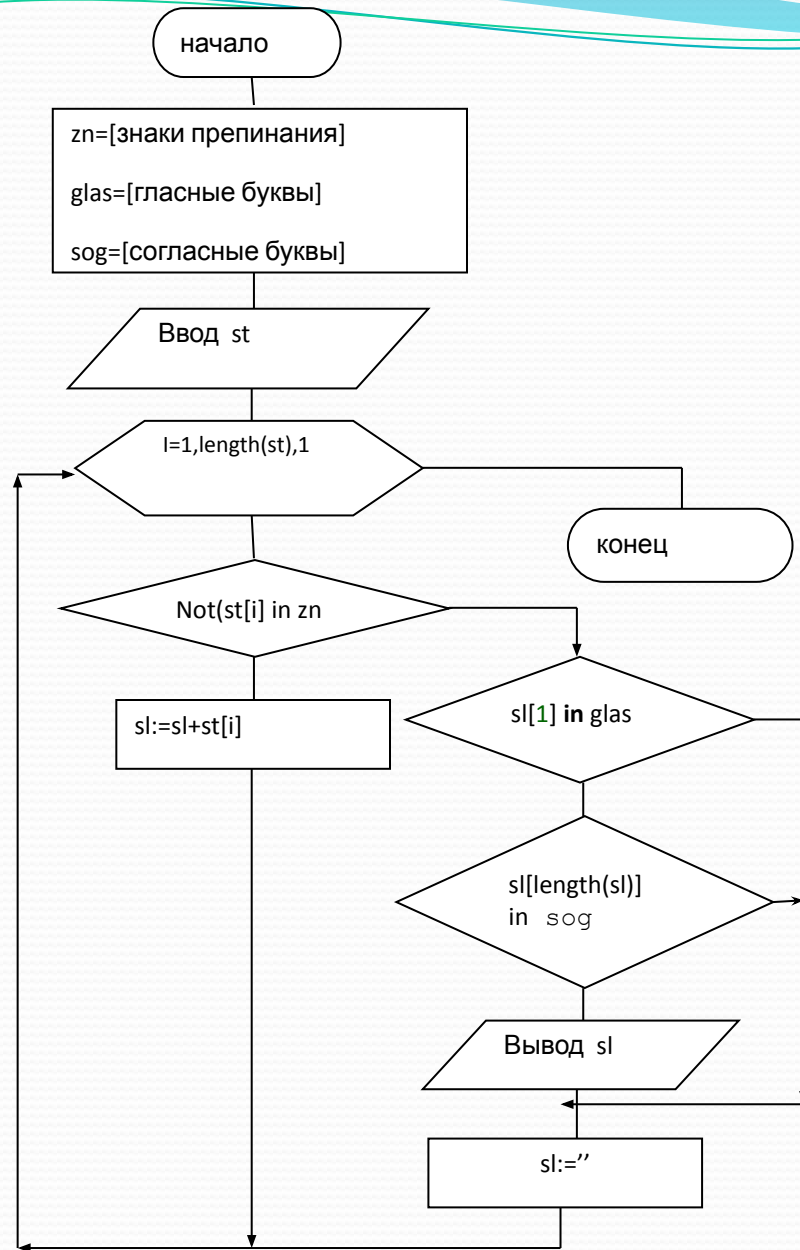 начало
zn=[знаки препинания]
glas=[гласные буквы]
sog=[согласные буквы]
Ввод st
I=1,length(st),1
конец
Not(st[i] in zn
sl:=sl+st[i]
sl[1] in glas
sl[length(sl)]
in sog
Вывод sl
sl:=’’